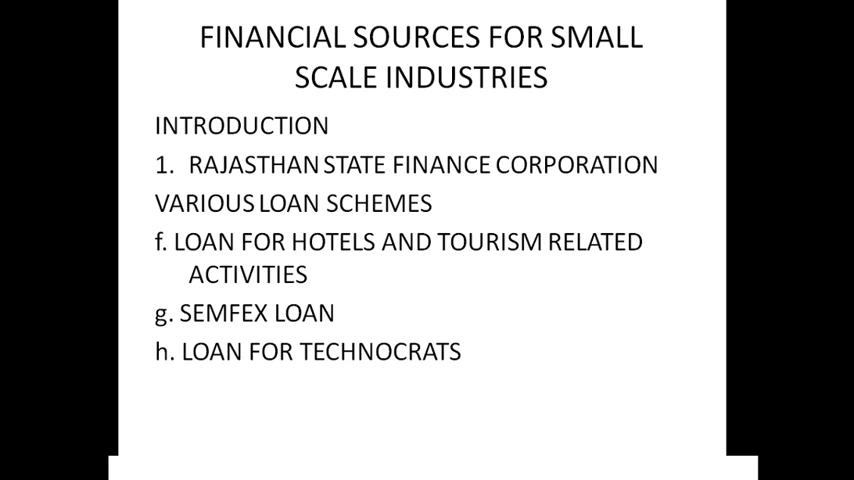 FINANCIAL SOURCES FOR SMALL
SCALE INDUSTRIES
INTRODUCTION
1. RAJASTHAN STATE FINANCE CORPORATION
VARIOUS LOAN SCHEMES
f. LOAN FOR HOTELS AND TOURISM RELATED
ACTIVITIES
g. SEMFEX LOAN
h. LOAN FOR TECHNOCRATS